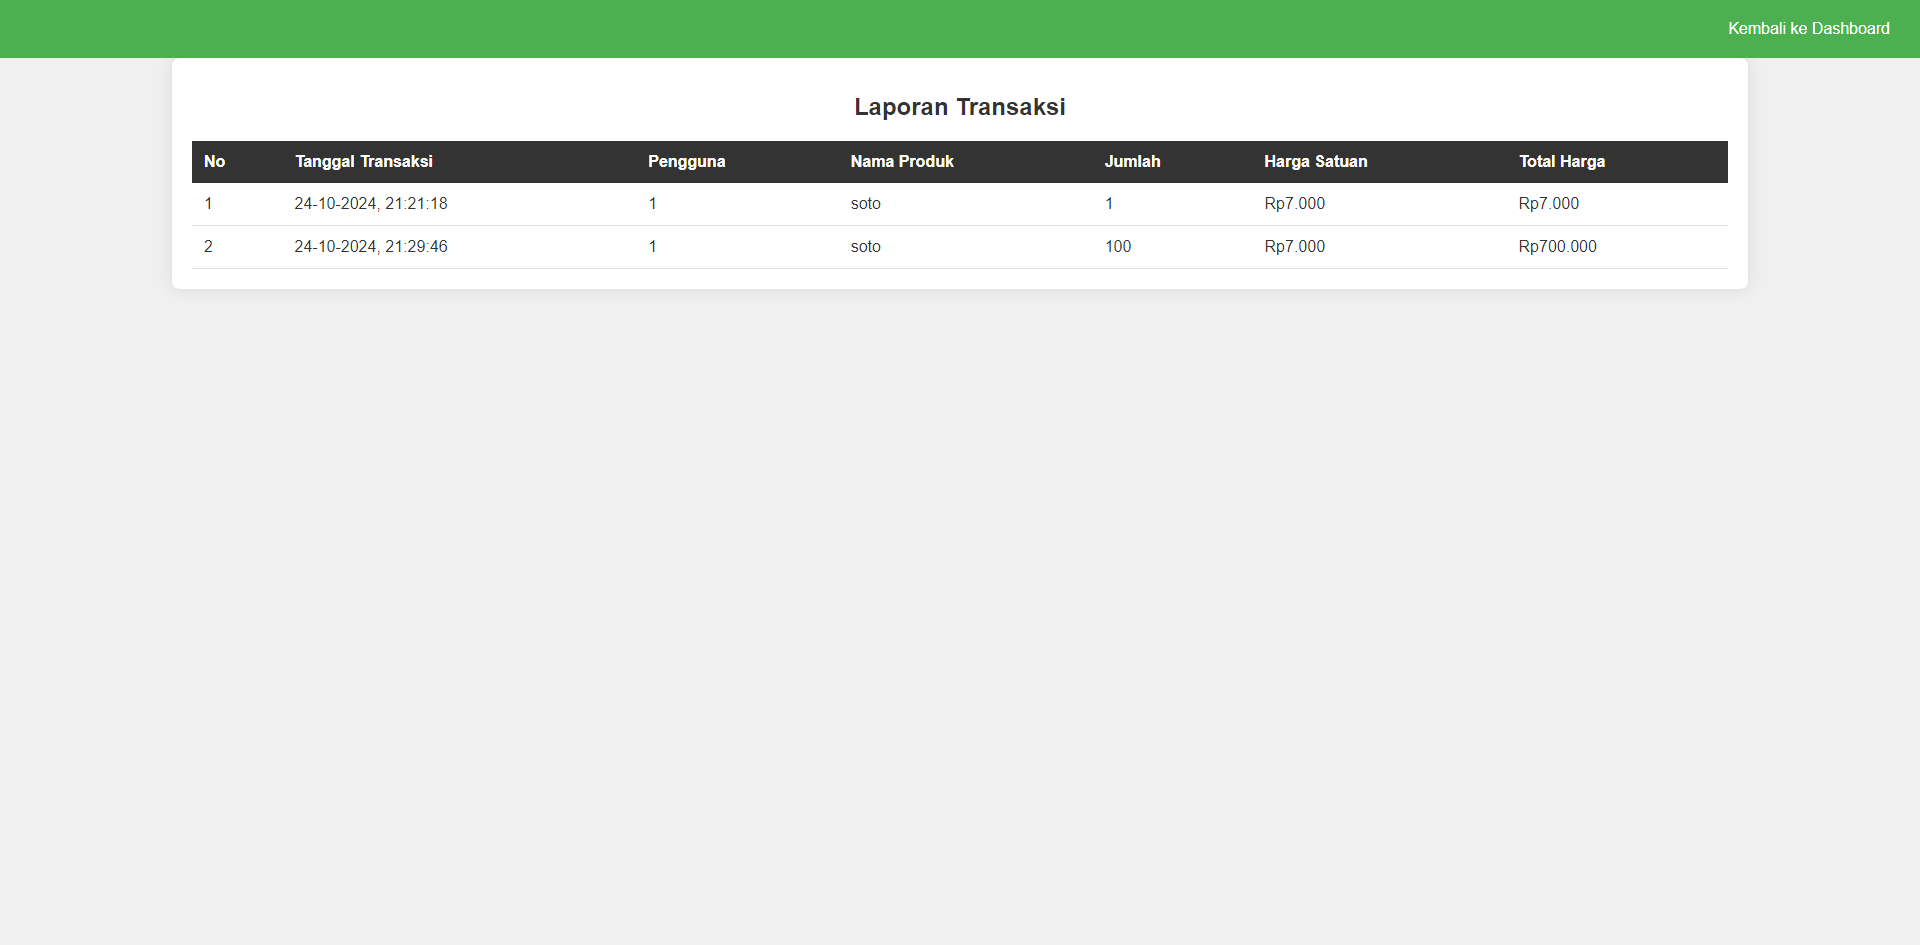 Kembali ke Dashboard
Laporan Transaksi
No Tanggal Transaksi Pengguna Nama Produk Jumlah Harga Satuan Total Harga
1 24-10-2024, 21:21:18 1 soto 1 Rp7.000 Rp7.000
2 24-10-2024, 21:29:46 1 soto 100 Rp7.000 Rp700.000